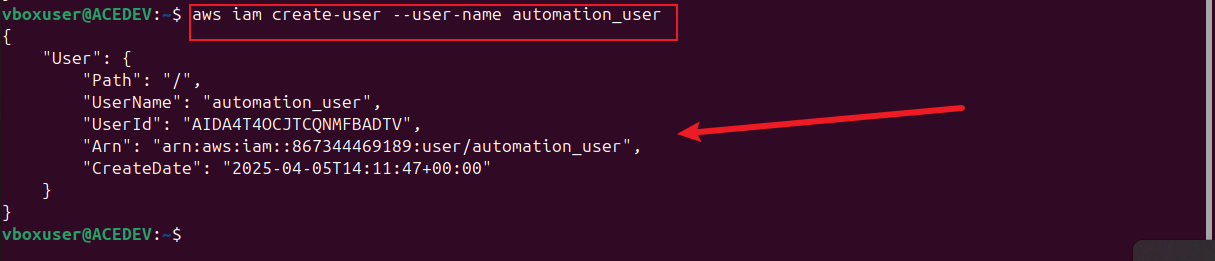 vboxuser@ACEDEV:~$ aws iam create-user --user-name automation_user
{
    "User": {
        "Path": "/",
        "UserName": "automation_user",
        "UserId": "AIDA4T4OCJTCQNMFBADTV",
        "Arn": "arn:aws:iam::867344469189:user/automation_user",
        "CreateDate": "2025-04-05T14:11:47+00:00"
    }
}
vboxuser@ACEDEV:~$